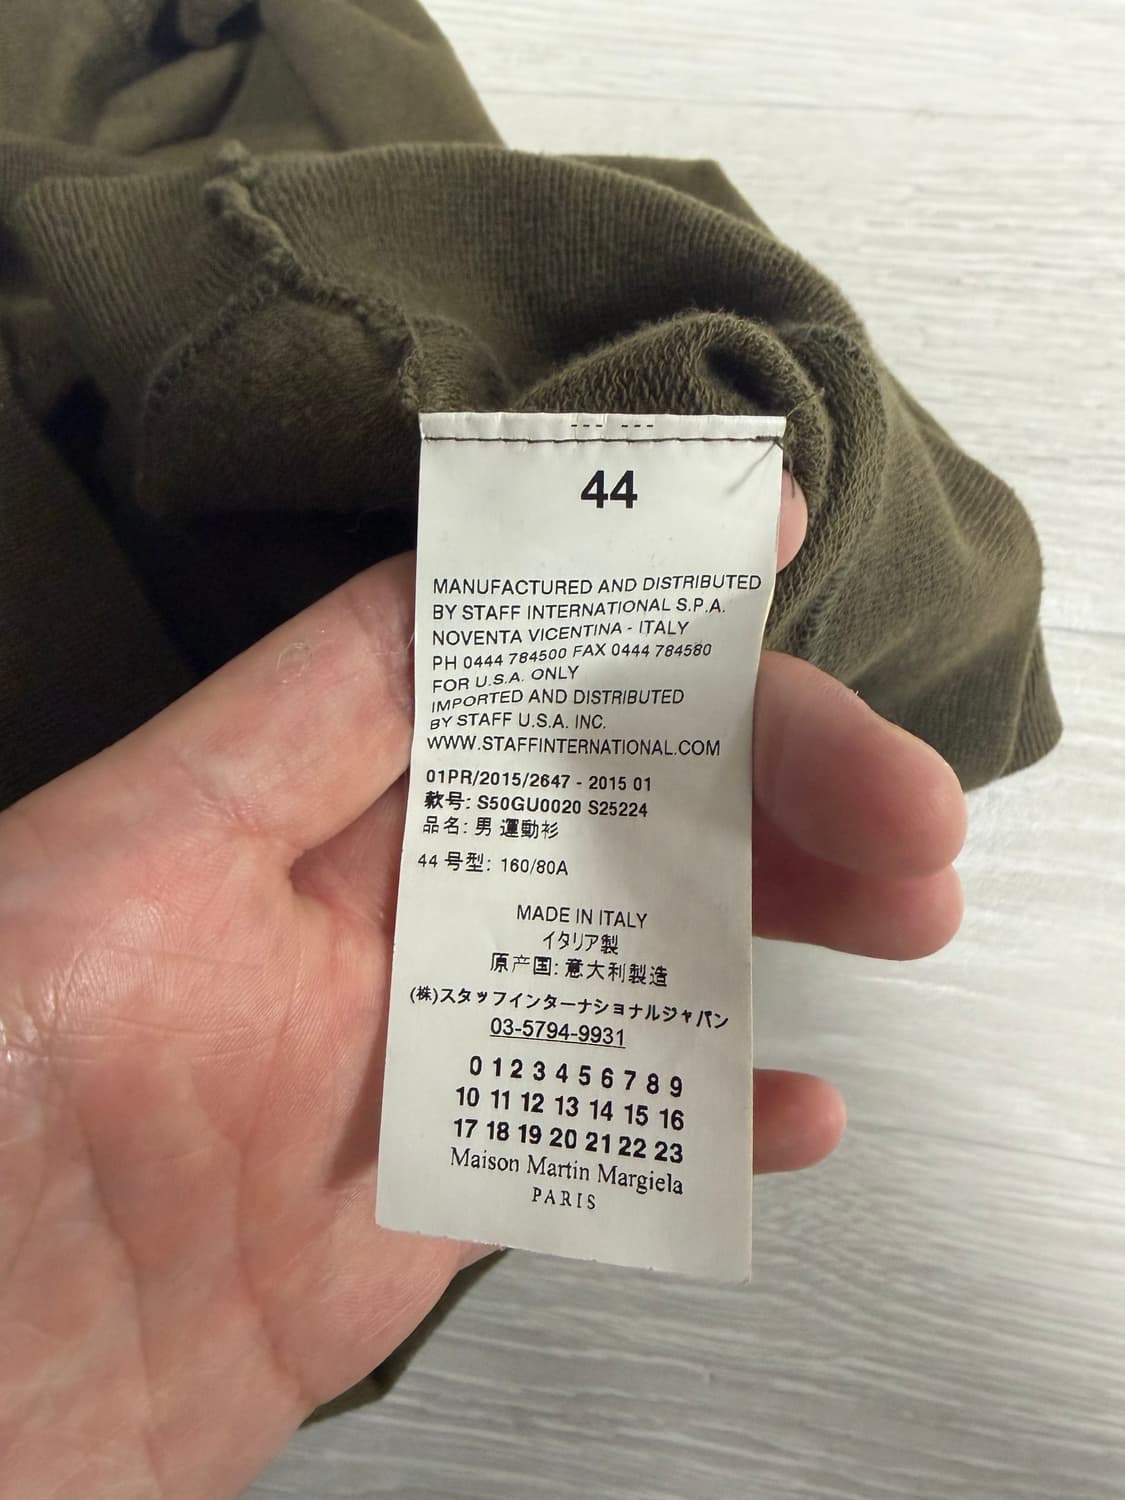 44
MANUFACTURED AND DISTRIBUTED
BY STAFF INTERNATIONAL S.P.A.
NOVENTA VICENTINA - ITALY
PH 0444 784500 FAX 0444 784580
FOR U.S.A. ONLY
IMPORTED AND DISTRIBUTED
BY STAFF U.S.A. INC.
WWW.STAFFINTERNATIONAL.COM
01PR/2015/2647 - 2015 01
款号: S50GU0020 S25224
品名: 男 運動衫
44 号型: 160/80A
MADE IN ITALY
イタリア製
原产国: 意大利製造
(株)スタッフインターナショナルジャパン
03-5794-9931
0 1 2 3 4 5 6 7 8 9
10 11 12 13 14 15 16
17 18 19 20 21 22 23
Maison Martin Margiela
PARIS